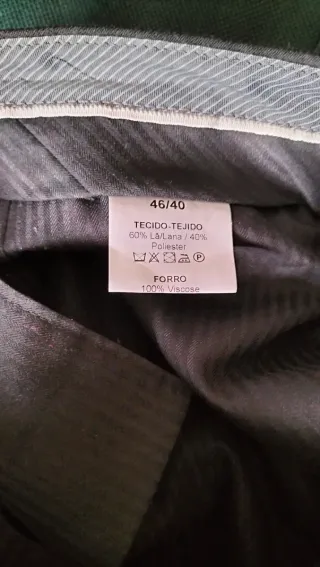 46/40
TECIDO-TEJIDO
60% Lã/Lana / 40%
Poliester
P
FORRO
100% Viscose